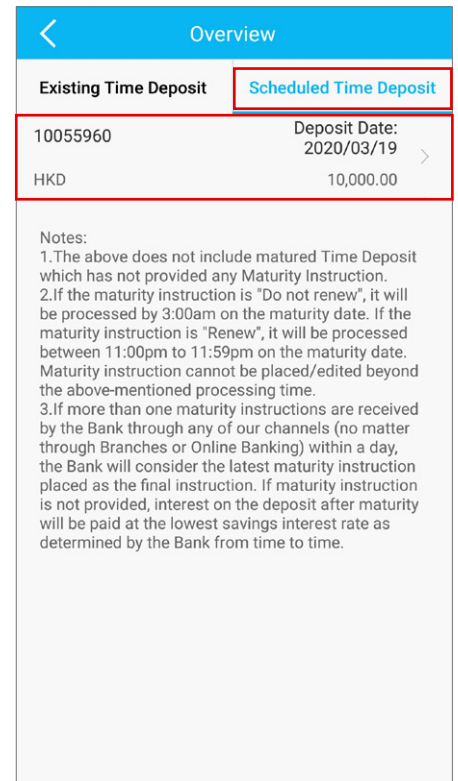 Overview
Existing Time Deposit
Scheduled Time Deposit
10055960
Deposit Date:
2020/03/19
HKD
10,000.00
Notes:
1.The above does not include matured Time Deposit
which has not provided any Maturity Instruction.
2.If the maturity instruction is "Do not renew", it will
be processed by 3:00am on the maturity date. If the
maturity instruction is "Renew", it will be processed
between 11:00pm to 11:59pm on the maturity date.
Maturity instruction cannot be placed/edited beyond
the above-mentioned processing time.
3.If more than one maturity instructions are received
by the Bank through any of our channels (no matter
through Branches or Online Banking) within a day,
the Bank will consider the latest maturity instruction
placed as the final instruction. If maturity instruction
is not provided, interest on the deposit after maturity
will be paid at the lowest savings interest rate as
determined by the Bank from time to time.